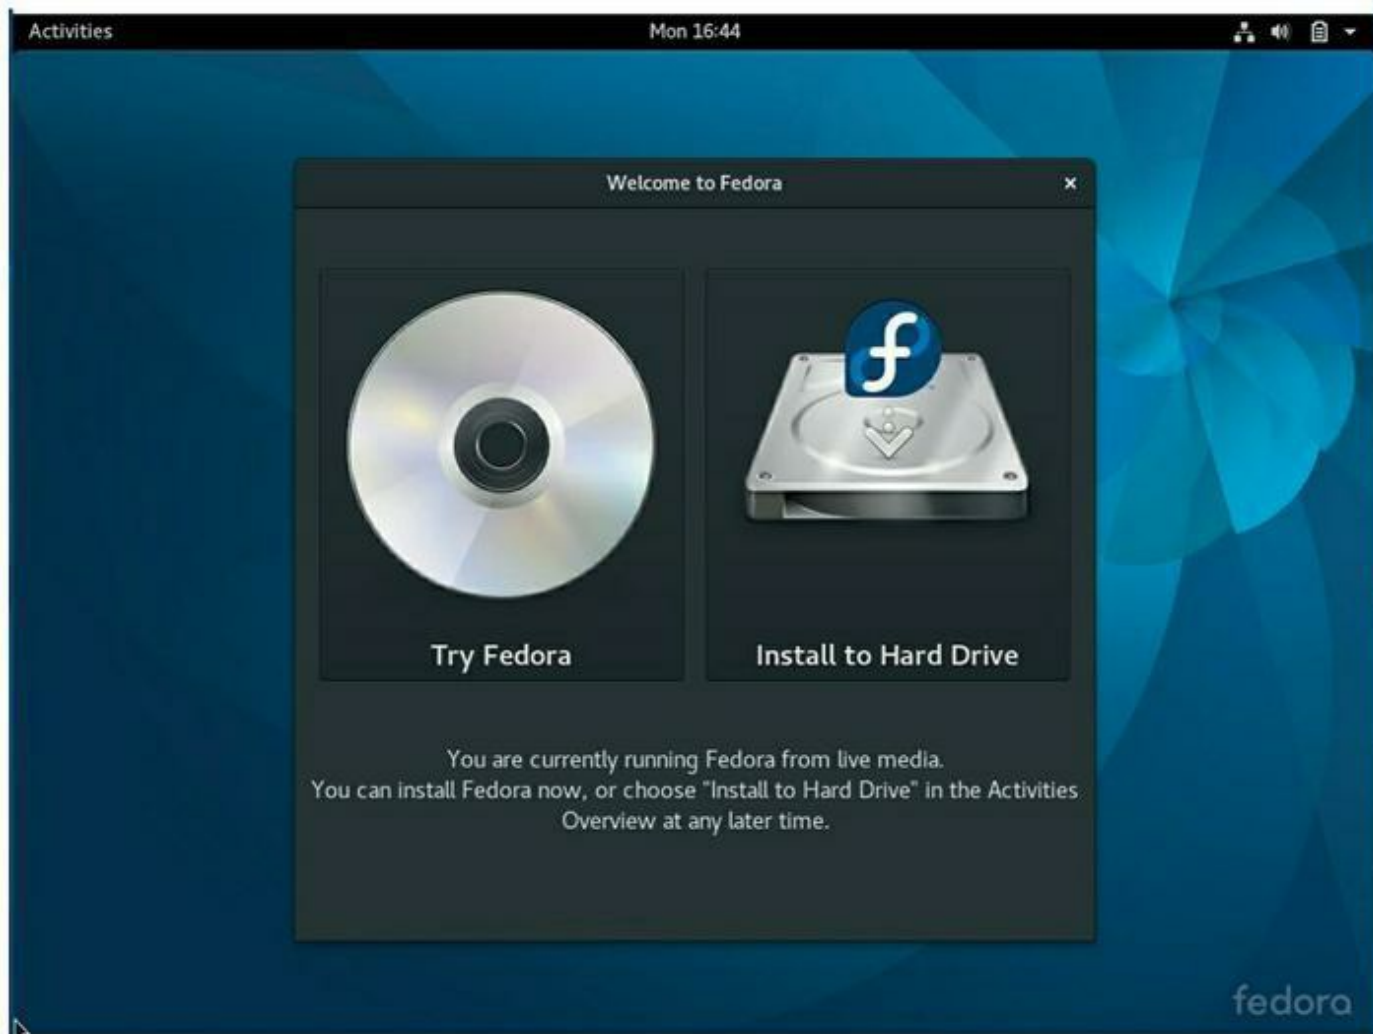 Activities
Mon 16:44
Welcome to Fedora
Try Fedora
Install to Hard Drive
You are currently running Fedora from live media.
You can install Fedora now, or choose "Install to Hard Drive" in the Activities
Overview at any later time.
fedora